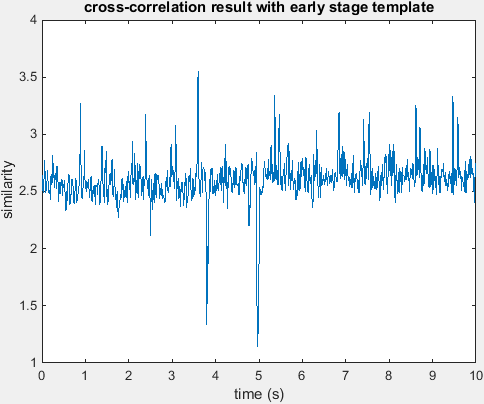 cross-correlation result with early stage template
4
3.5
3
2.5
2
1.5
1
similarity
0 1 2 3 4 5 6 7 8 9 10
time (s)